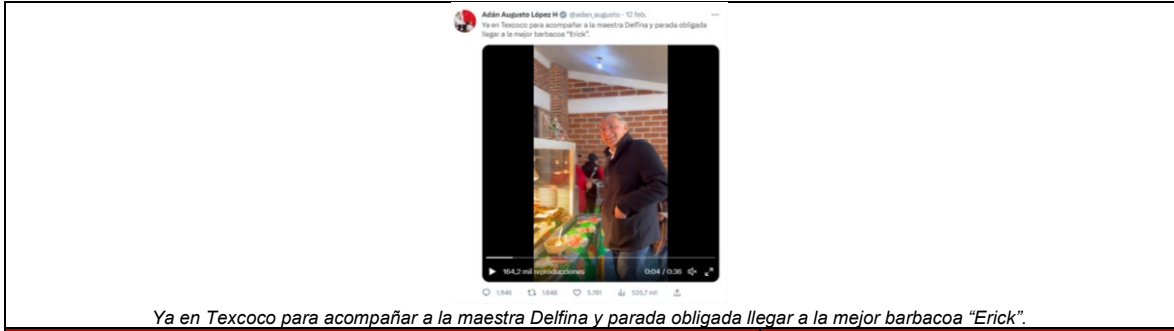 Adán Augusto López H @adan_augusto · 12 feb.
Ya en Texcoco para acompañar a la maestra Delfina y parada obligada
llegar a la mejor barbacoa “Erick”.
164,2 mil reproducciones 0:04 / 0:36
1.946 1.648 5.781 535,7 mil
Ya en Texcoco para acompañar a la maestra Delfina y parada obligada llegar a la mejor barbacoa “Erick”.